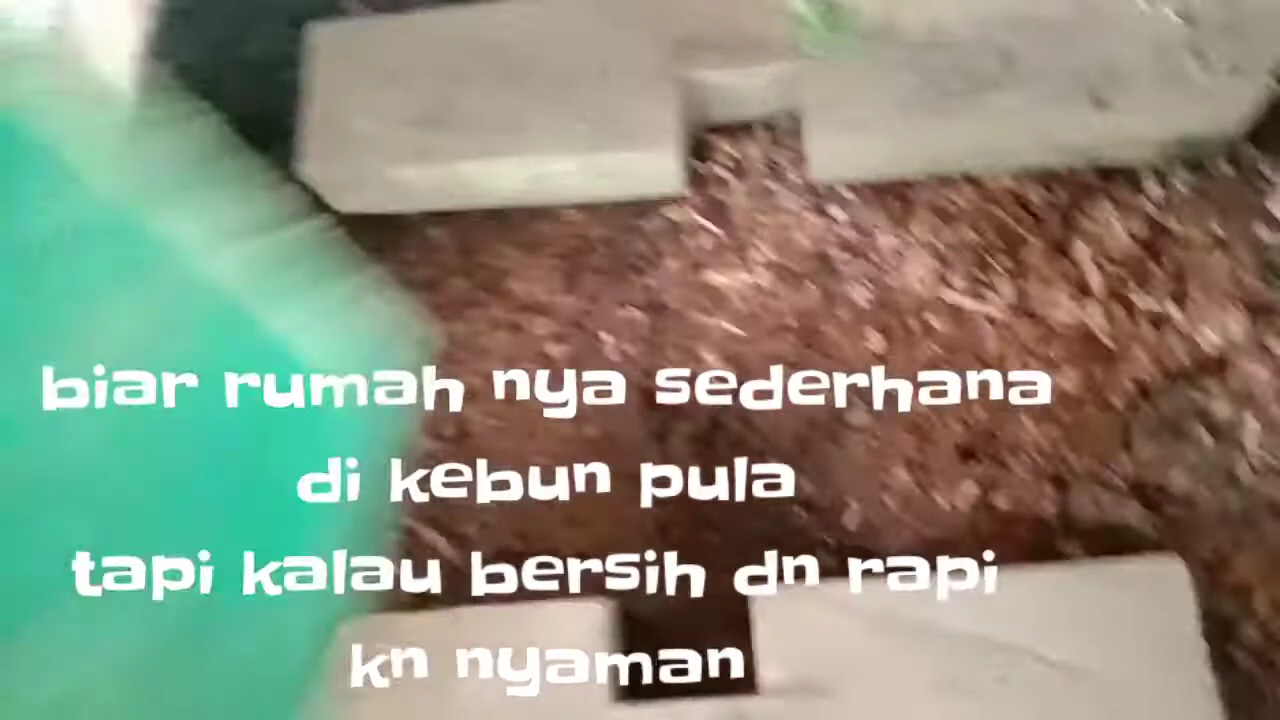 biar rumah nya sederhana
di kebun pula
tapi kalau bersih dn rapi
kn nyaman